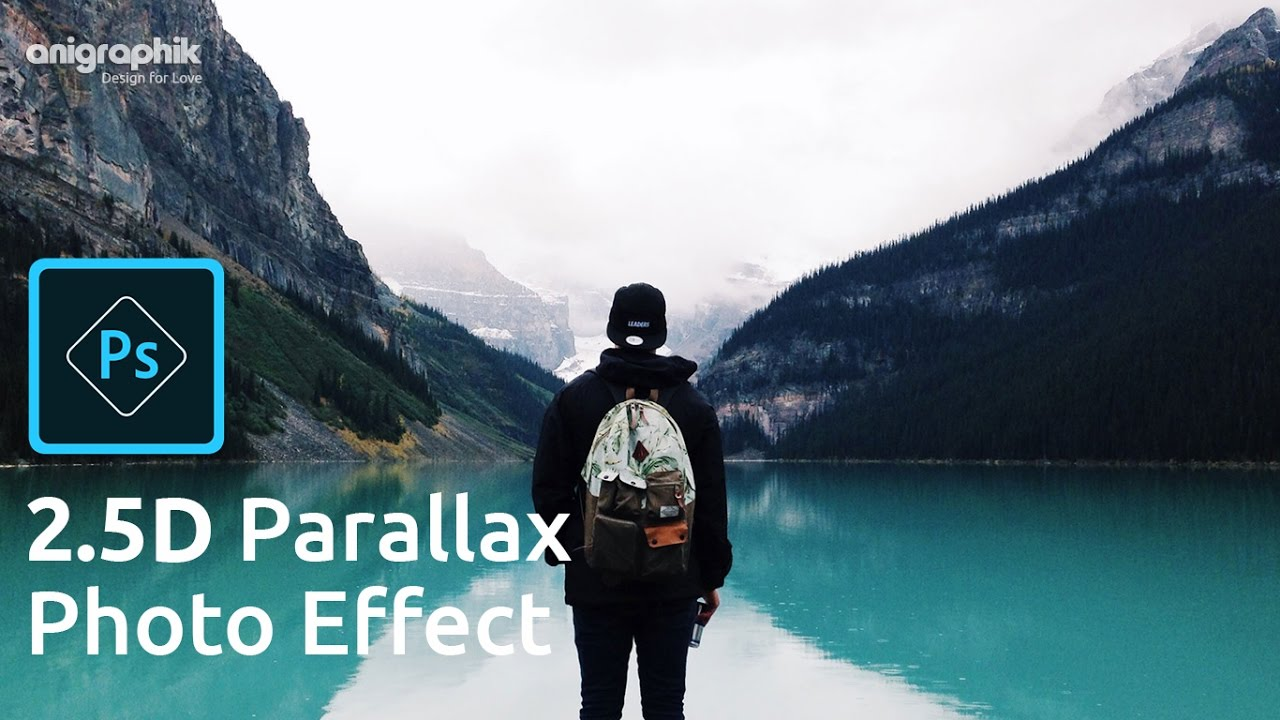 anigraphik
Design for Love
LEADERS
Ps
2.5D Parallax
Photo Effect